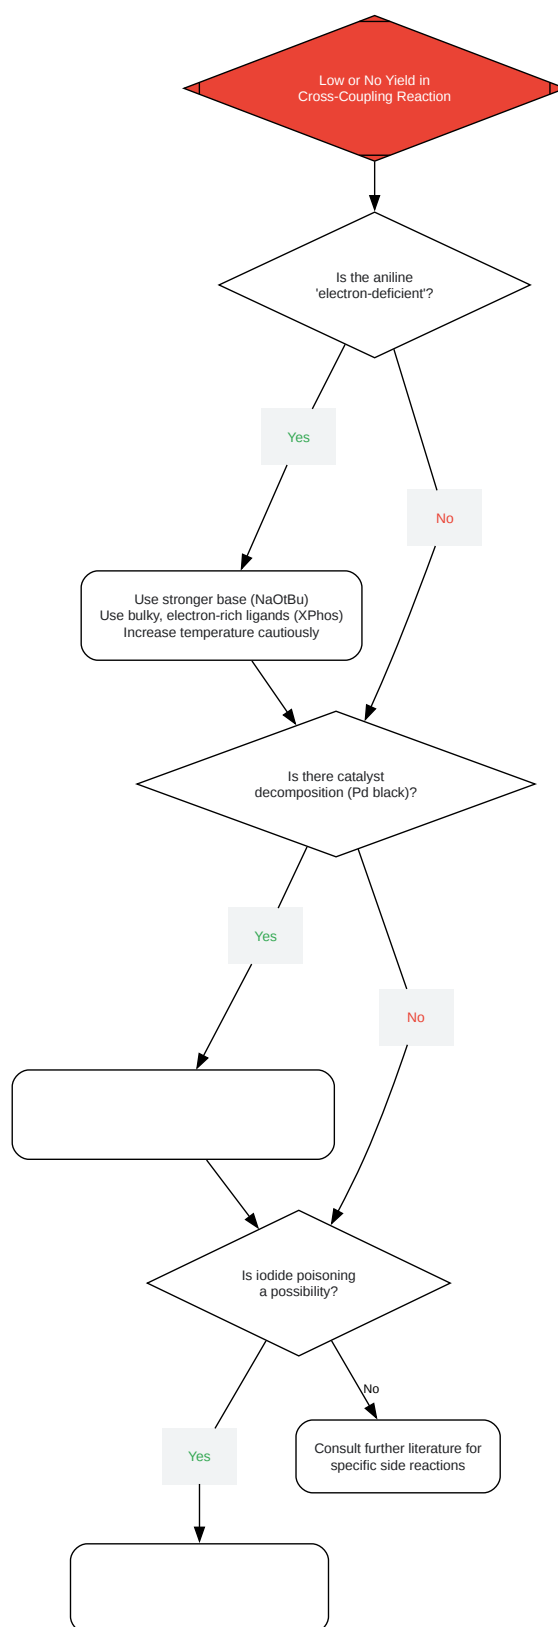 Low or No Yield in
Cross-Coupling Reaction
Is the aniline
'electron-deficient'?
Yes
No
Use stronger base (NaOtBu)
Use bulky, electron-rich ligands (XPhos)
Increase temperature cautiously
Is there catalyst
decomposition (Pd black)?
Yes
No
Is iodide poisoning
a possibility?
No
Yes
Consult further literature for
specific side reactions